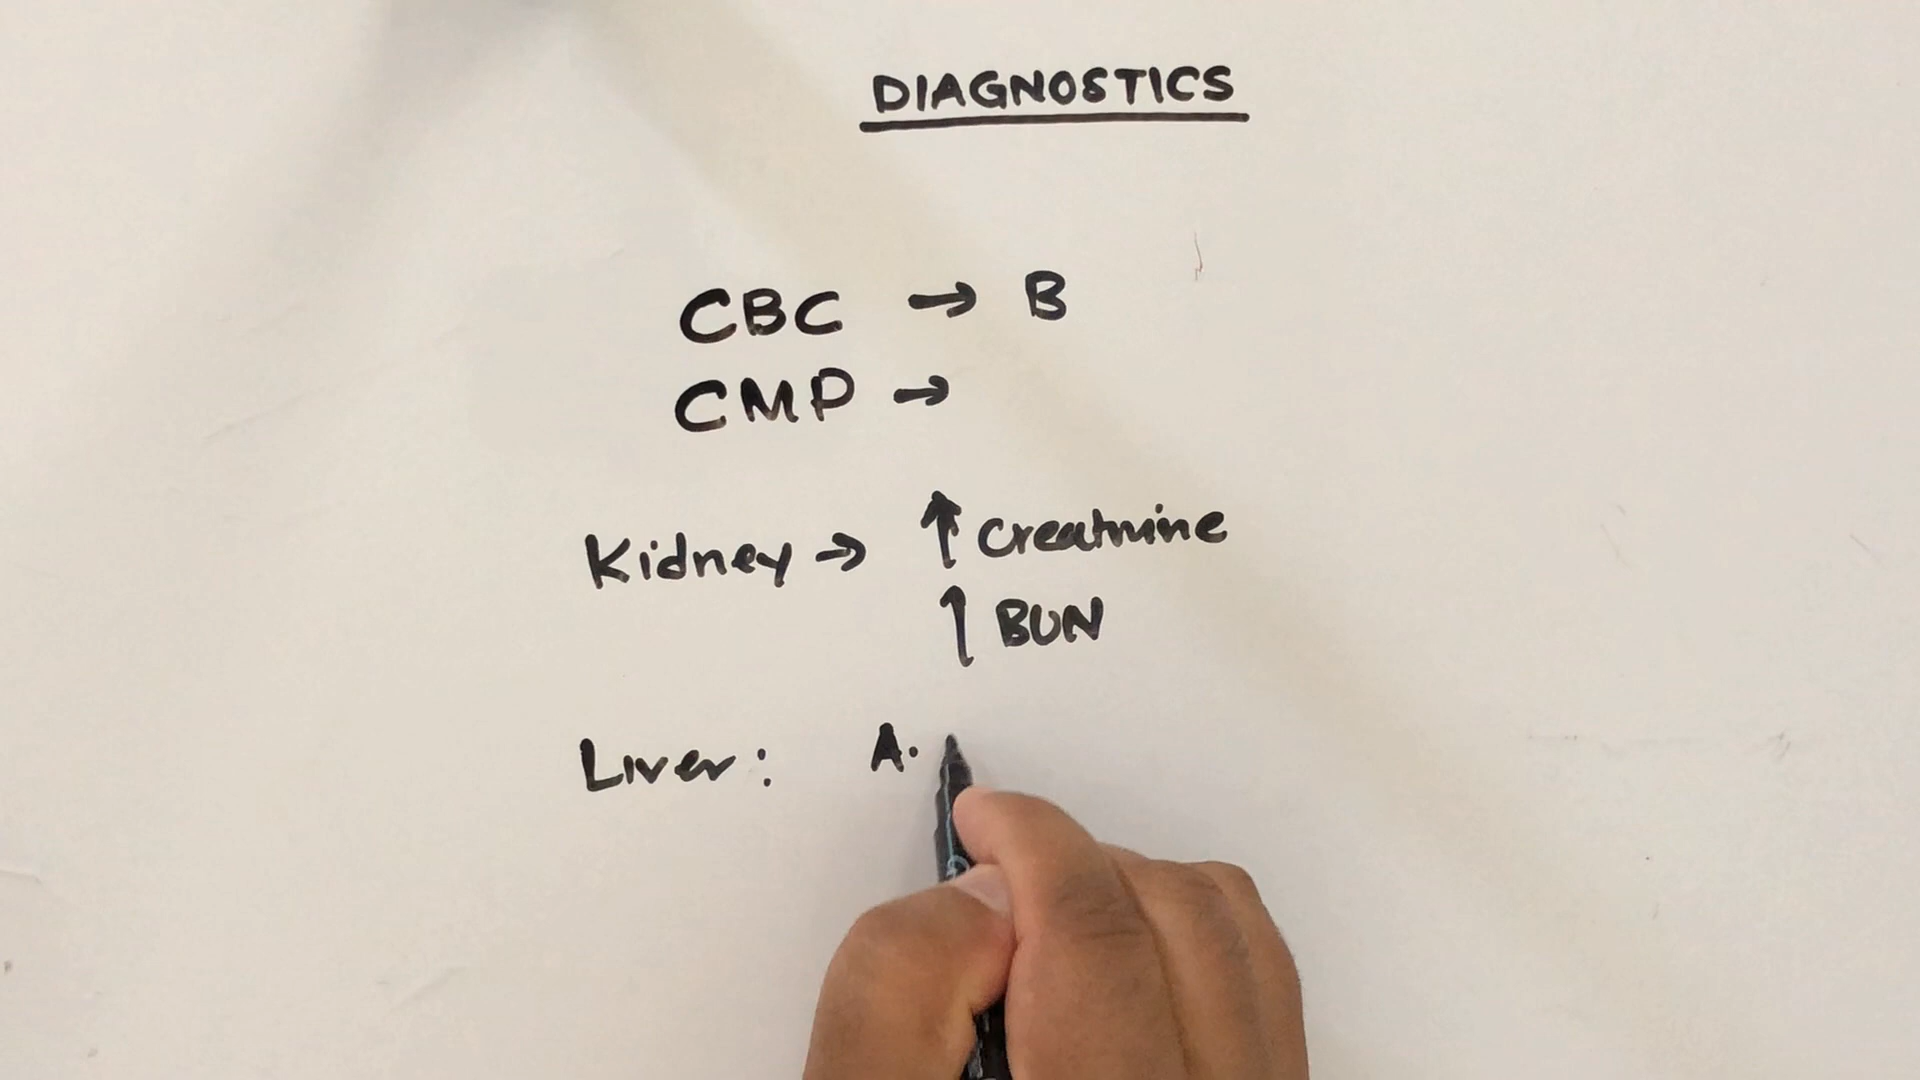 DIAGNOSTICS
CBC → B
CMP →
Kidney → ↑ Creatinine
↑ BUN
Liver: A.